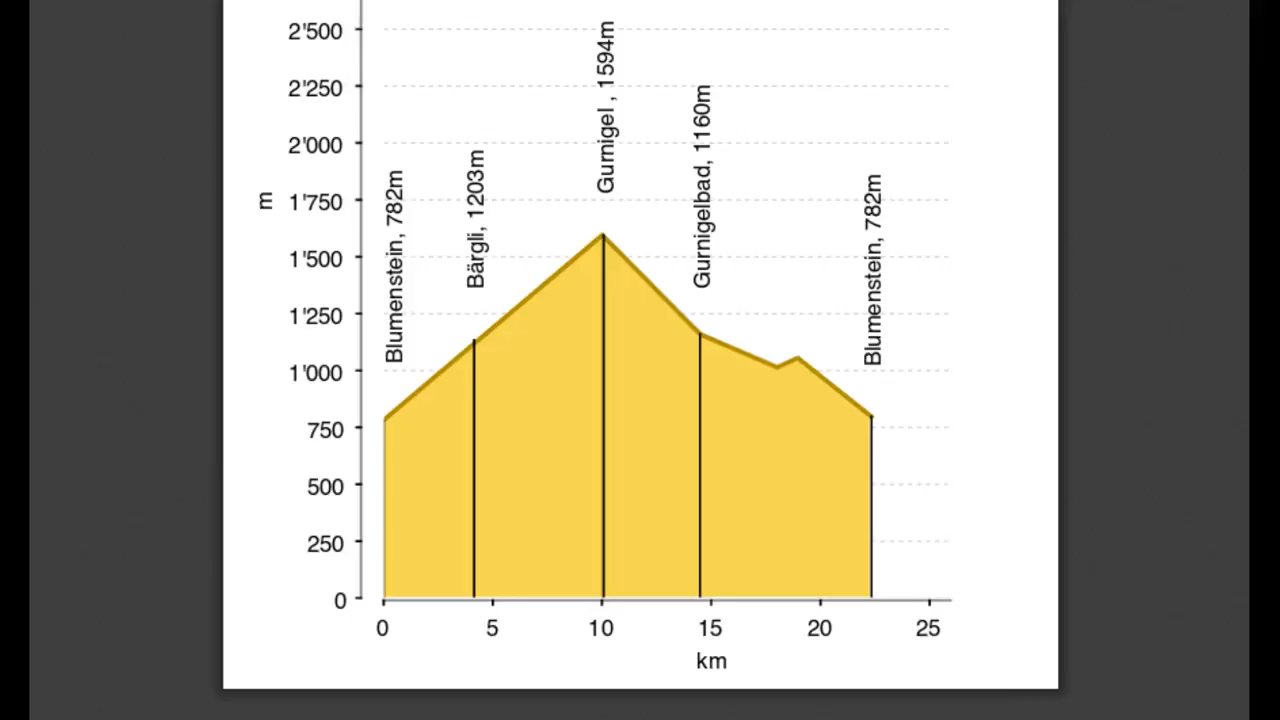 2'500
2'250
2'000
1'750
1'500
1'250
1'000
750
500
250
0
m
Blumenstein, 782m
Bärgli, 1203m
Gurnigel , 1594m
Gurnigelbad, 1160m
Blumenstein, 782m
0 5 10 15 20 25
km